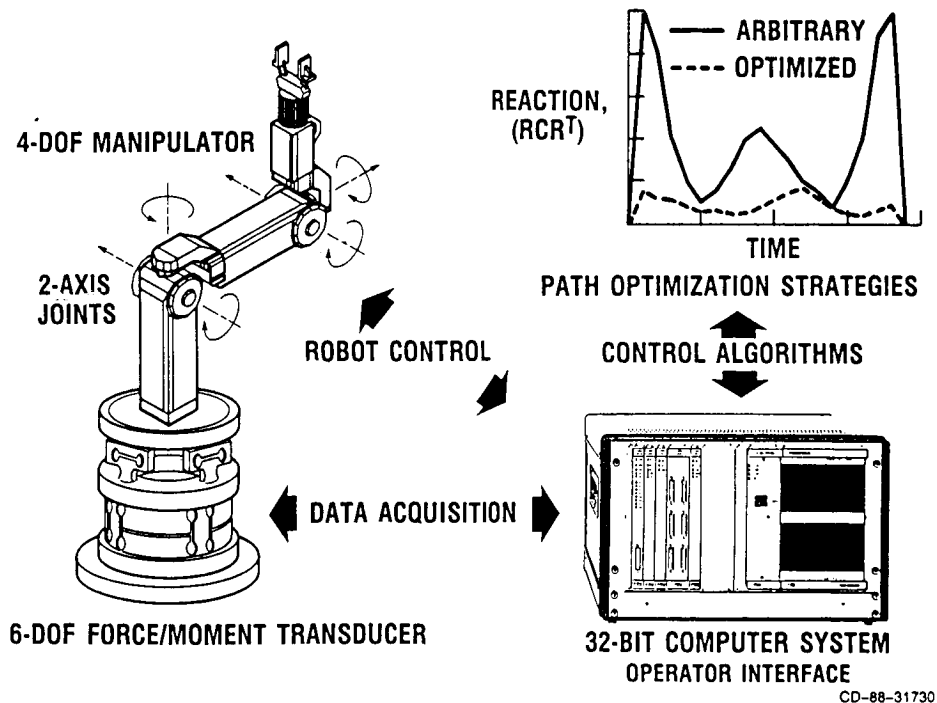 4-DOF MANIPULATOR
2-AXIS
JOINTS
ROBOT CONTROL
REACTION,
(RCRᵀ)
ARBITRARY
OPTIMIZED
TIME
PATH OPTIMIZATION STRATEGIES
CONTROL ALGORITHMS
DATA ACQUISITION
6-DOF FORCE/MOMENT TRANSDUCER
32-BIT COMPUTER SYSTEM
OPERATOR INTERFACE
CD-88-31730